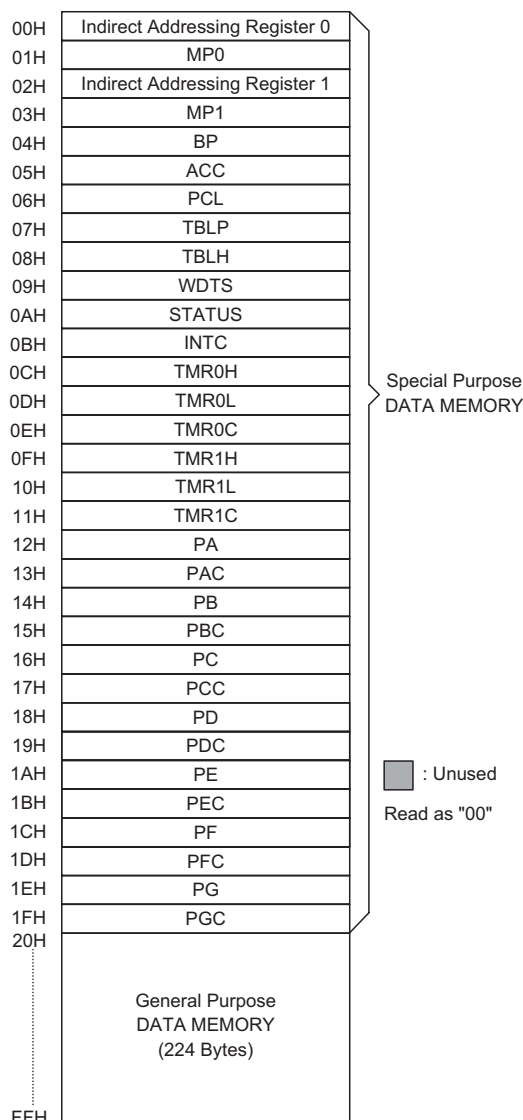 00H Indirect Addressing Register 0
01H MP0
02H Indirect Addressing Register 1
03H MP1
04H BP
05H ACC
06H PCL
07H TBLP
08H TBLH
09H WDTS
0AH STATUS
0BH INTC
0CH TMR0H
0DH TMR0L
0EH TMR0C
0FH TMR1H
10H TMR1L
11H TMR1C
12H PA
13H PAC
14H PB
15H PBC
16H PC
17H PCC
18H PD
19H PDC
1AH PE
1BH PEC
1CH PF
1DH PFC
1EH PG
1FH PGC
20H
General Purpose
DATA MEMORY
(224 Bytes)
FFH
Special Purpose
DATA MEMORY
: Unused
Read as "00"